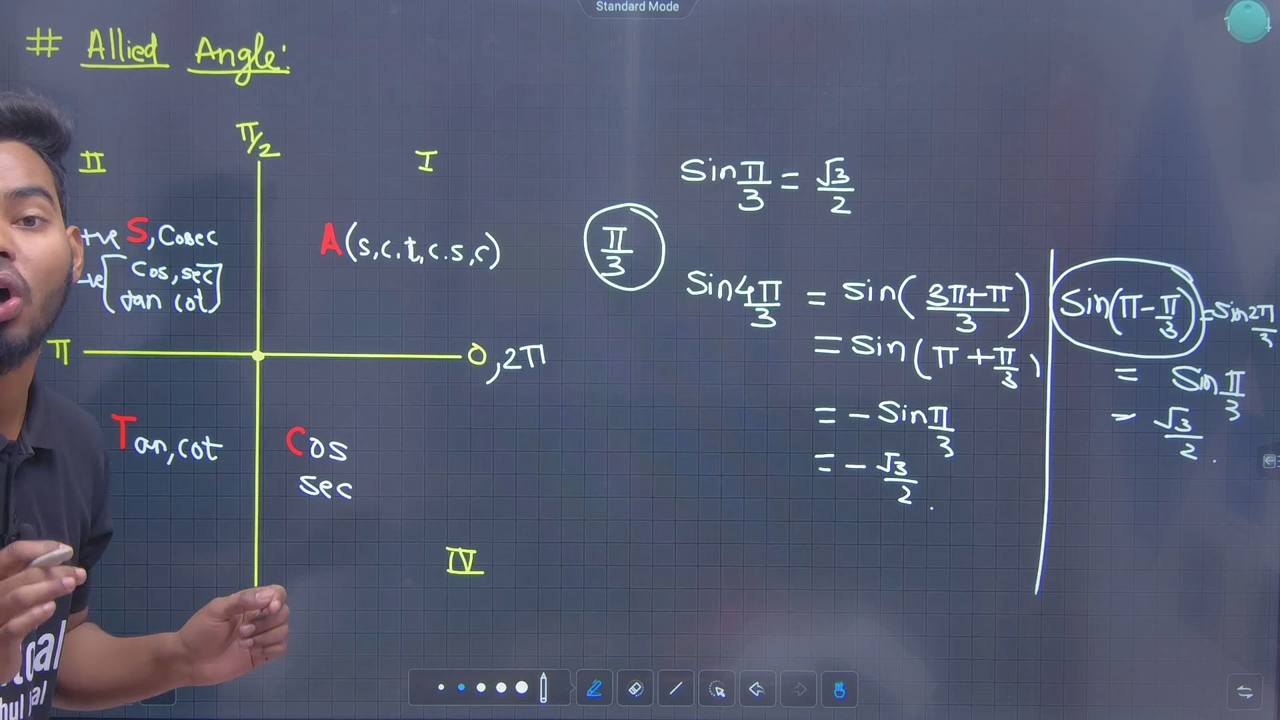 Standard Mode
# Allied Angle:
π/2
II
I
+ve S, Cosec
-ve [cos, sec
tan cot]
A(s,c.t,c.s,c)
π
0, 2π
Tan, cot
Cos
sec
IV
Sin π/3 = √3/2
π/3
Sin 4π/3 = sin( 3π+π/3 )
= Sin ( π + π/3 )
= - Sin π/3
= - √3/2 .
Sin(π - π/3) = Sin 2π/3
= Sin π/3
= √3/2 .